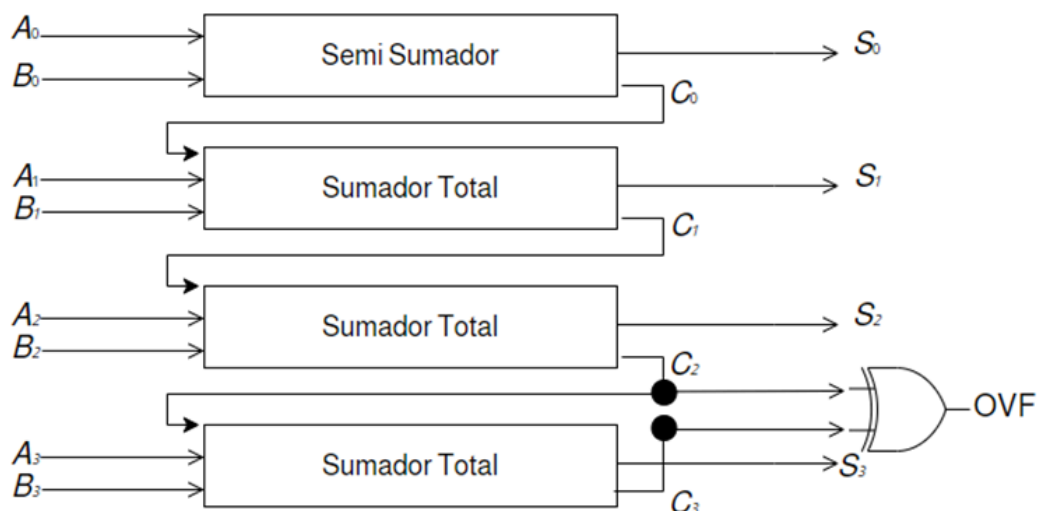 A₀ Semi Sumador S₀
B₀
C₀
A₁ Sumador Total S₁
B₁
C₁
A₂ Sumador Total S₂
B₂
C₂
OVF
A₃ Sumador Total S₃
B₃
C₃